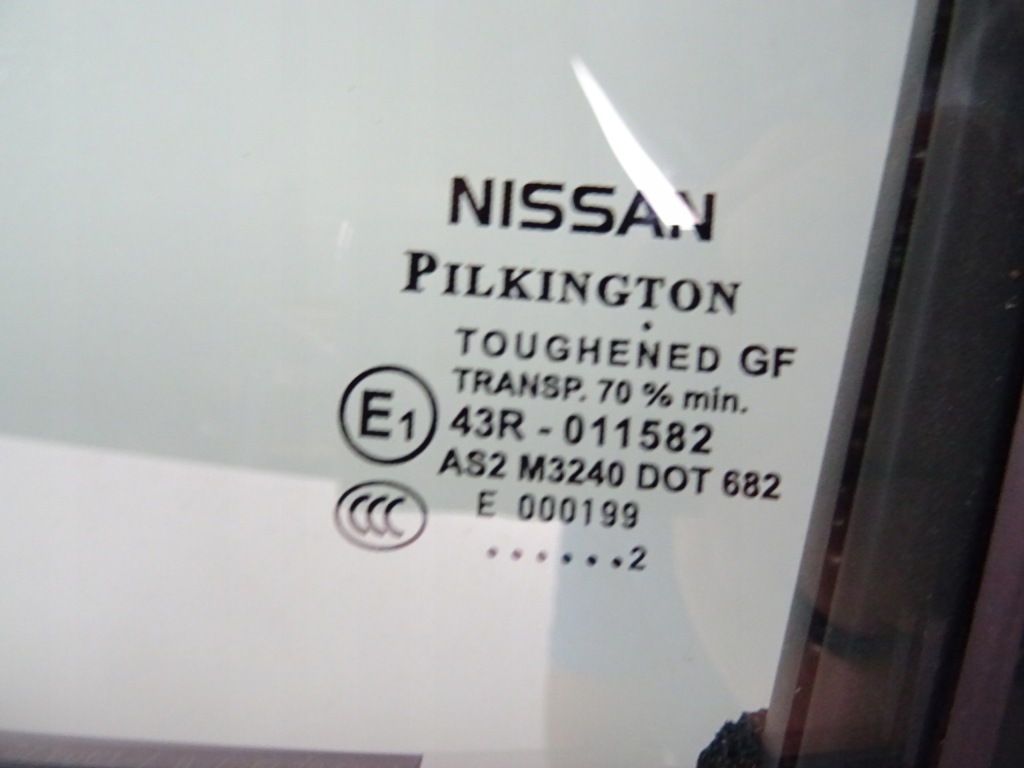 NISSAN
PILKINGTON
TOUGHENED GF
TRANSP. 70 % min.
E1 43R - 011582
AS2 M3240 DOT 682
CCC E 000199
......2